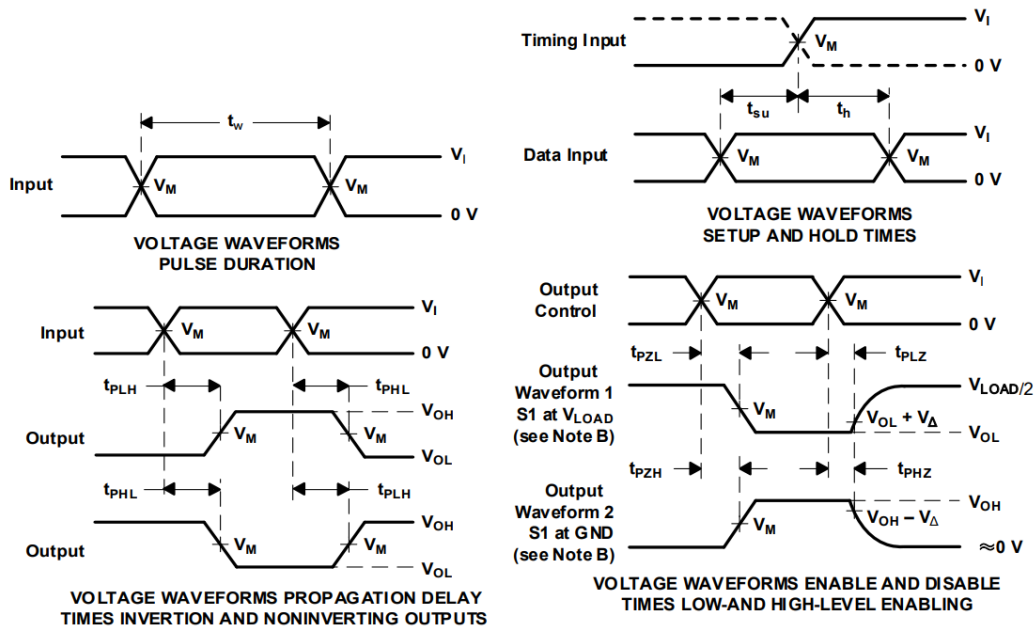 t_w
Input
V_M
V_M
V_I
0 V
VOLTAGE WAVEFORMS
PULSE DURATION
Timing Input
V_M
V_I
0 V
t_su
t_h
Data Input
V_M
V_M
V_I
0 V
VOLTAGE WAVEFORMS
SETUP AND HOLD TIMES
Input
V_M
V_M
V_I
0 V
t_PLH
t_PHL
Output
V_M
V_M
V_OH
V_OL
t_PHL
t_PLH
Output
V_M
V_M
V_OH
V_OL
VOLTAGE WAVEFORMS PROPAGATION DELAY
TIMES INVERTION AND NONINVERTING OUTPUTS
Output
Control
V_M
V_M
V_I
0 V
t_PZL
t_PLZ
Output
Waveform 1
S1 at V_LOAD
(see Note B)
V_M
V_OL + V_Δ
V_LOAD/2
V_OL
t_PZH
t_PHZ
Output
Waveform 2
S1 at GND
(see Note B)
V_M
V_OH − V_Δ
V_OH
≈0 V
VOLTAGE WAVEFORMS ENABLE AND DISABLE
TIMES LOW-AND HIGH-LEVEL ENABLING